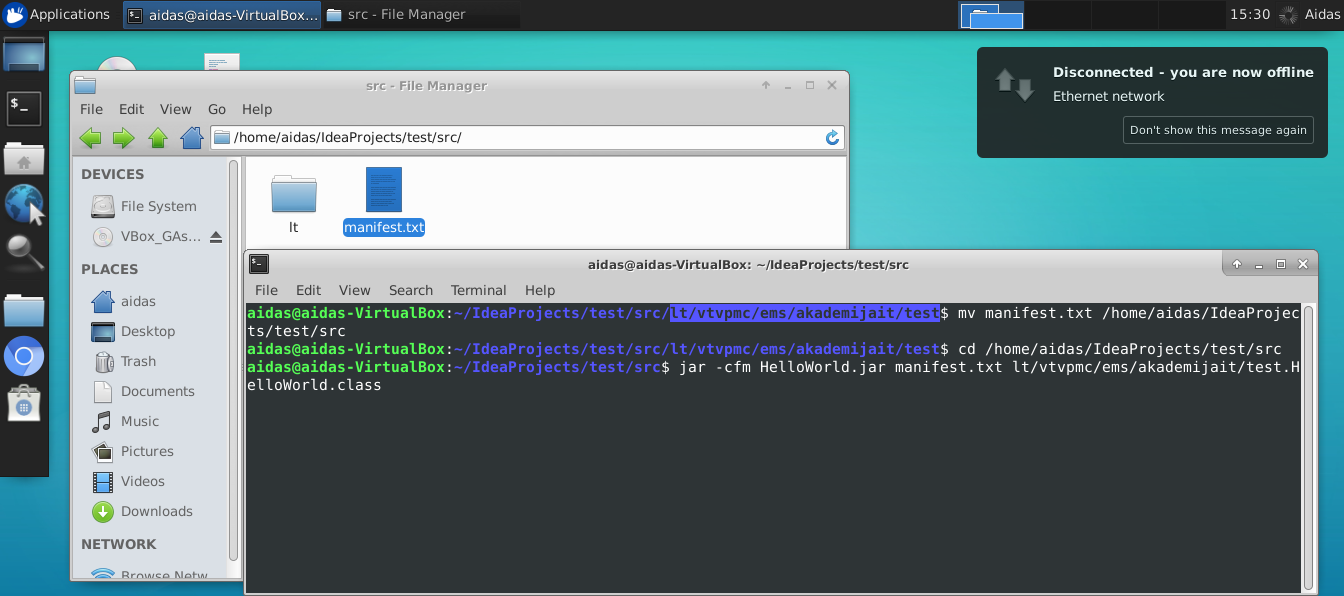 Applications
aidas@aidas-VirtualBox...
src - File Manager
15:30
Aidas
Disconnected - you are now offline
Ethernet network
Don't show this message again
src - File Manager
File Edit View Go Help
/home/aidas/IdeaProjects/test/src/
DEVICES
File System
VBox_GAs...
PLACES
aidas
Desktop
Trash
Documents
Music
Pictures
Videos
Downloads
NETWORK
Browse Netw
lt
manifest.txt
aidas@aidas-VirtualBox: ~/IdeaProjects/test/src
File Edit View Search Terminal Help
aidas@aidas-VirtualBox:~/IdeaProjects/test/src/lt/vtvpmc/ems/akademijait/test$ mv manifest.txt /home/aidas/IdeaProjec
ts/test/src
aidas@aidas-VirtualBox:~/IdeaProjects/test/src/lt/vtvpmc/ems/akademijait/test$ cd /home/aidas/IdeaProjects/test/src
aidas@aidas-VirtualBox:~/IdeaProjects/test/src$ jar -cfm HelloWorld.jar manifest.txt lt/vtvpmc/ems/akademijait/test.H
elloWorld.class